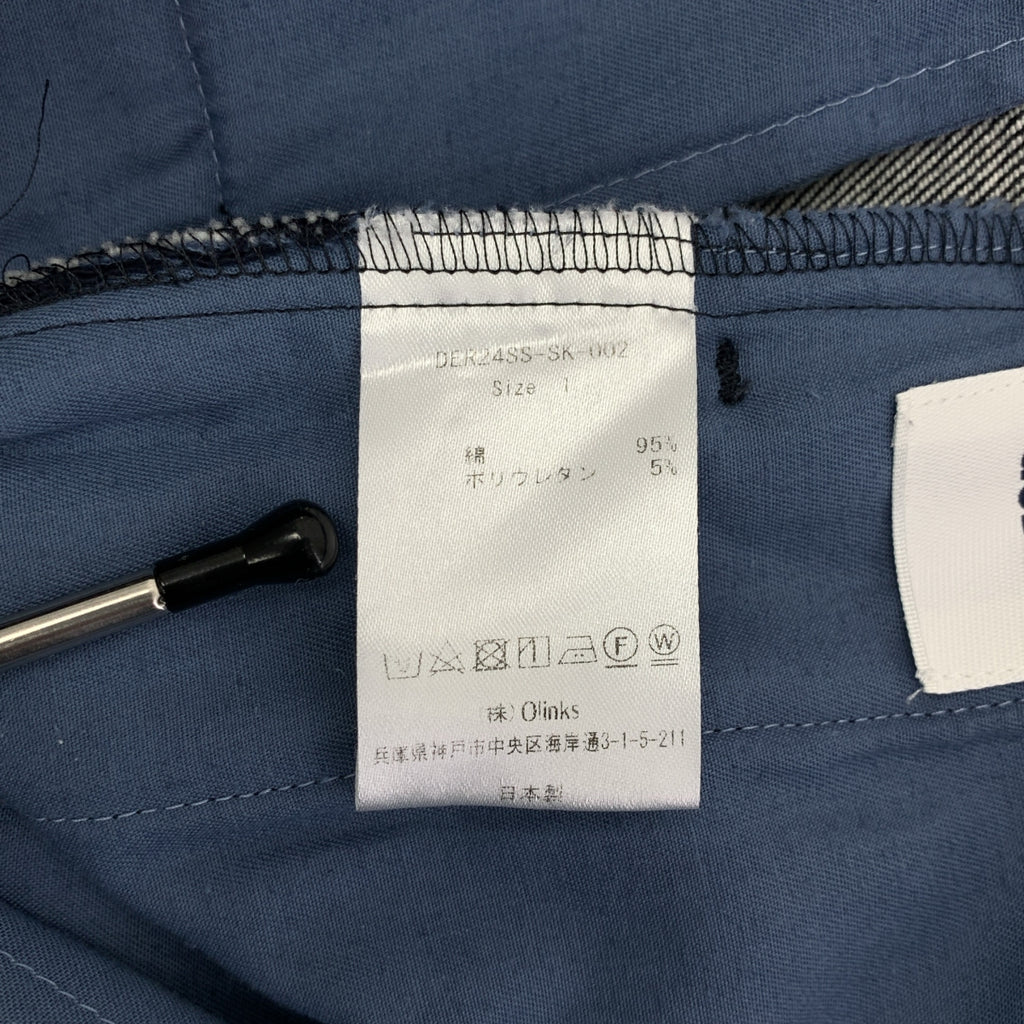 DER24SS-SK-002
Size 1
綿 95%
ポリウレタン 5%
F W
株) Olinks
兵庫県神戸市中央区海岸通3-1-5-211
日本製